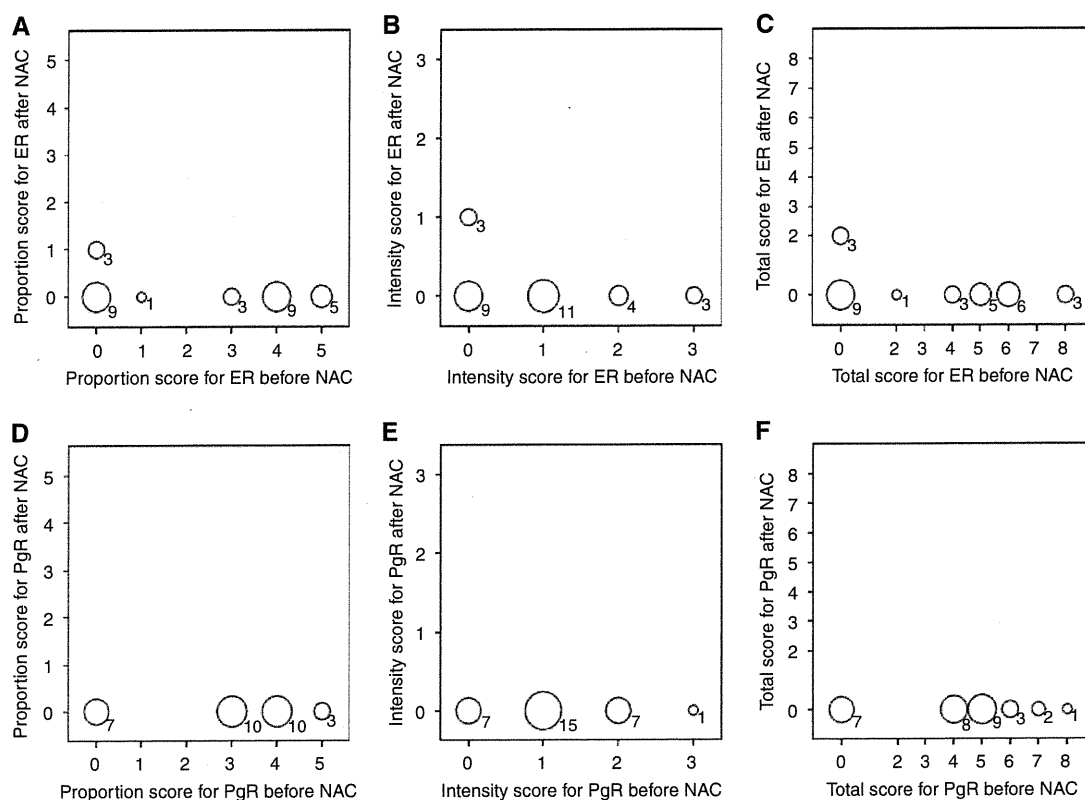 A
Proportion score for ER after NAC
5
4
3
2
1
0
3
9
1
3
9
5
0 1 2 3 4 5
Proportion score for ER before NAC
B
Intensity score for ER after NAC
3
2
1
0
3
9
11
4
3
0 1 2 3
Intensity score for ER before NAC
C
Total score for ER after NAC
8
7
6
5
4
3
2
0
3
9
1
3
5
6
3
0 2 3 4 5 6 7 8
Total score for ER before NAC
D
Proportion score for PgR after NAC
5
4
3
2
1
0
7
10
10
3
0 1 2 3 4 5
Proportion score for PgR before NAC
E
Intensity score for PgR after NAC
3
2
1
0
7
15
7
1
0 1 2 3
Intensity score for PgR before NAC
F
Total score for PgR after NAC
8
7
6
5
4
3
2
0
7
8
9
3
2
1
0 2 3 4 5 6 7 8
Total score for PgR before NAC